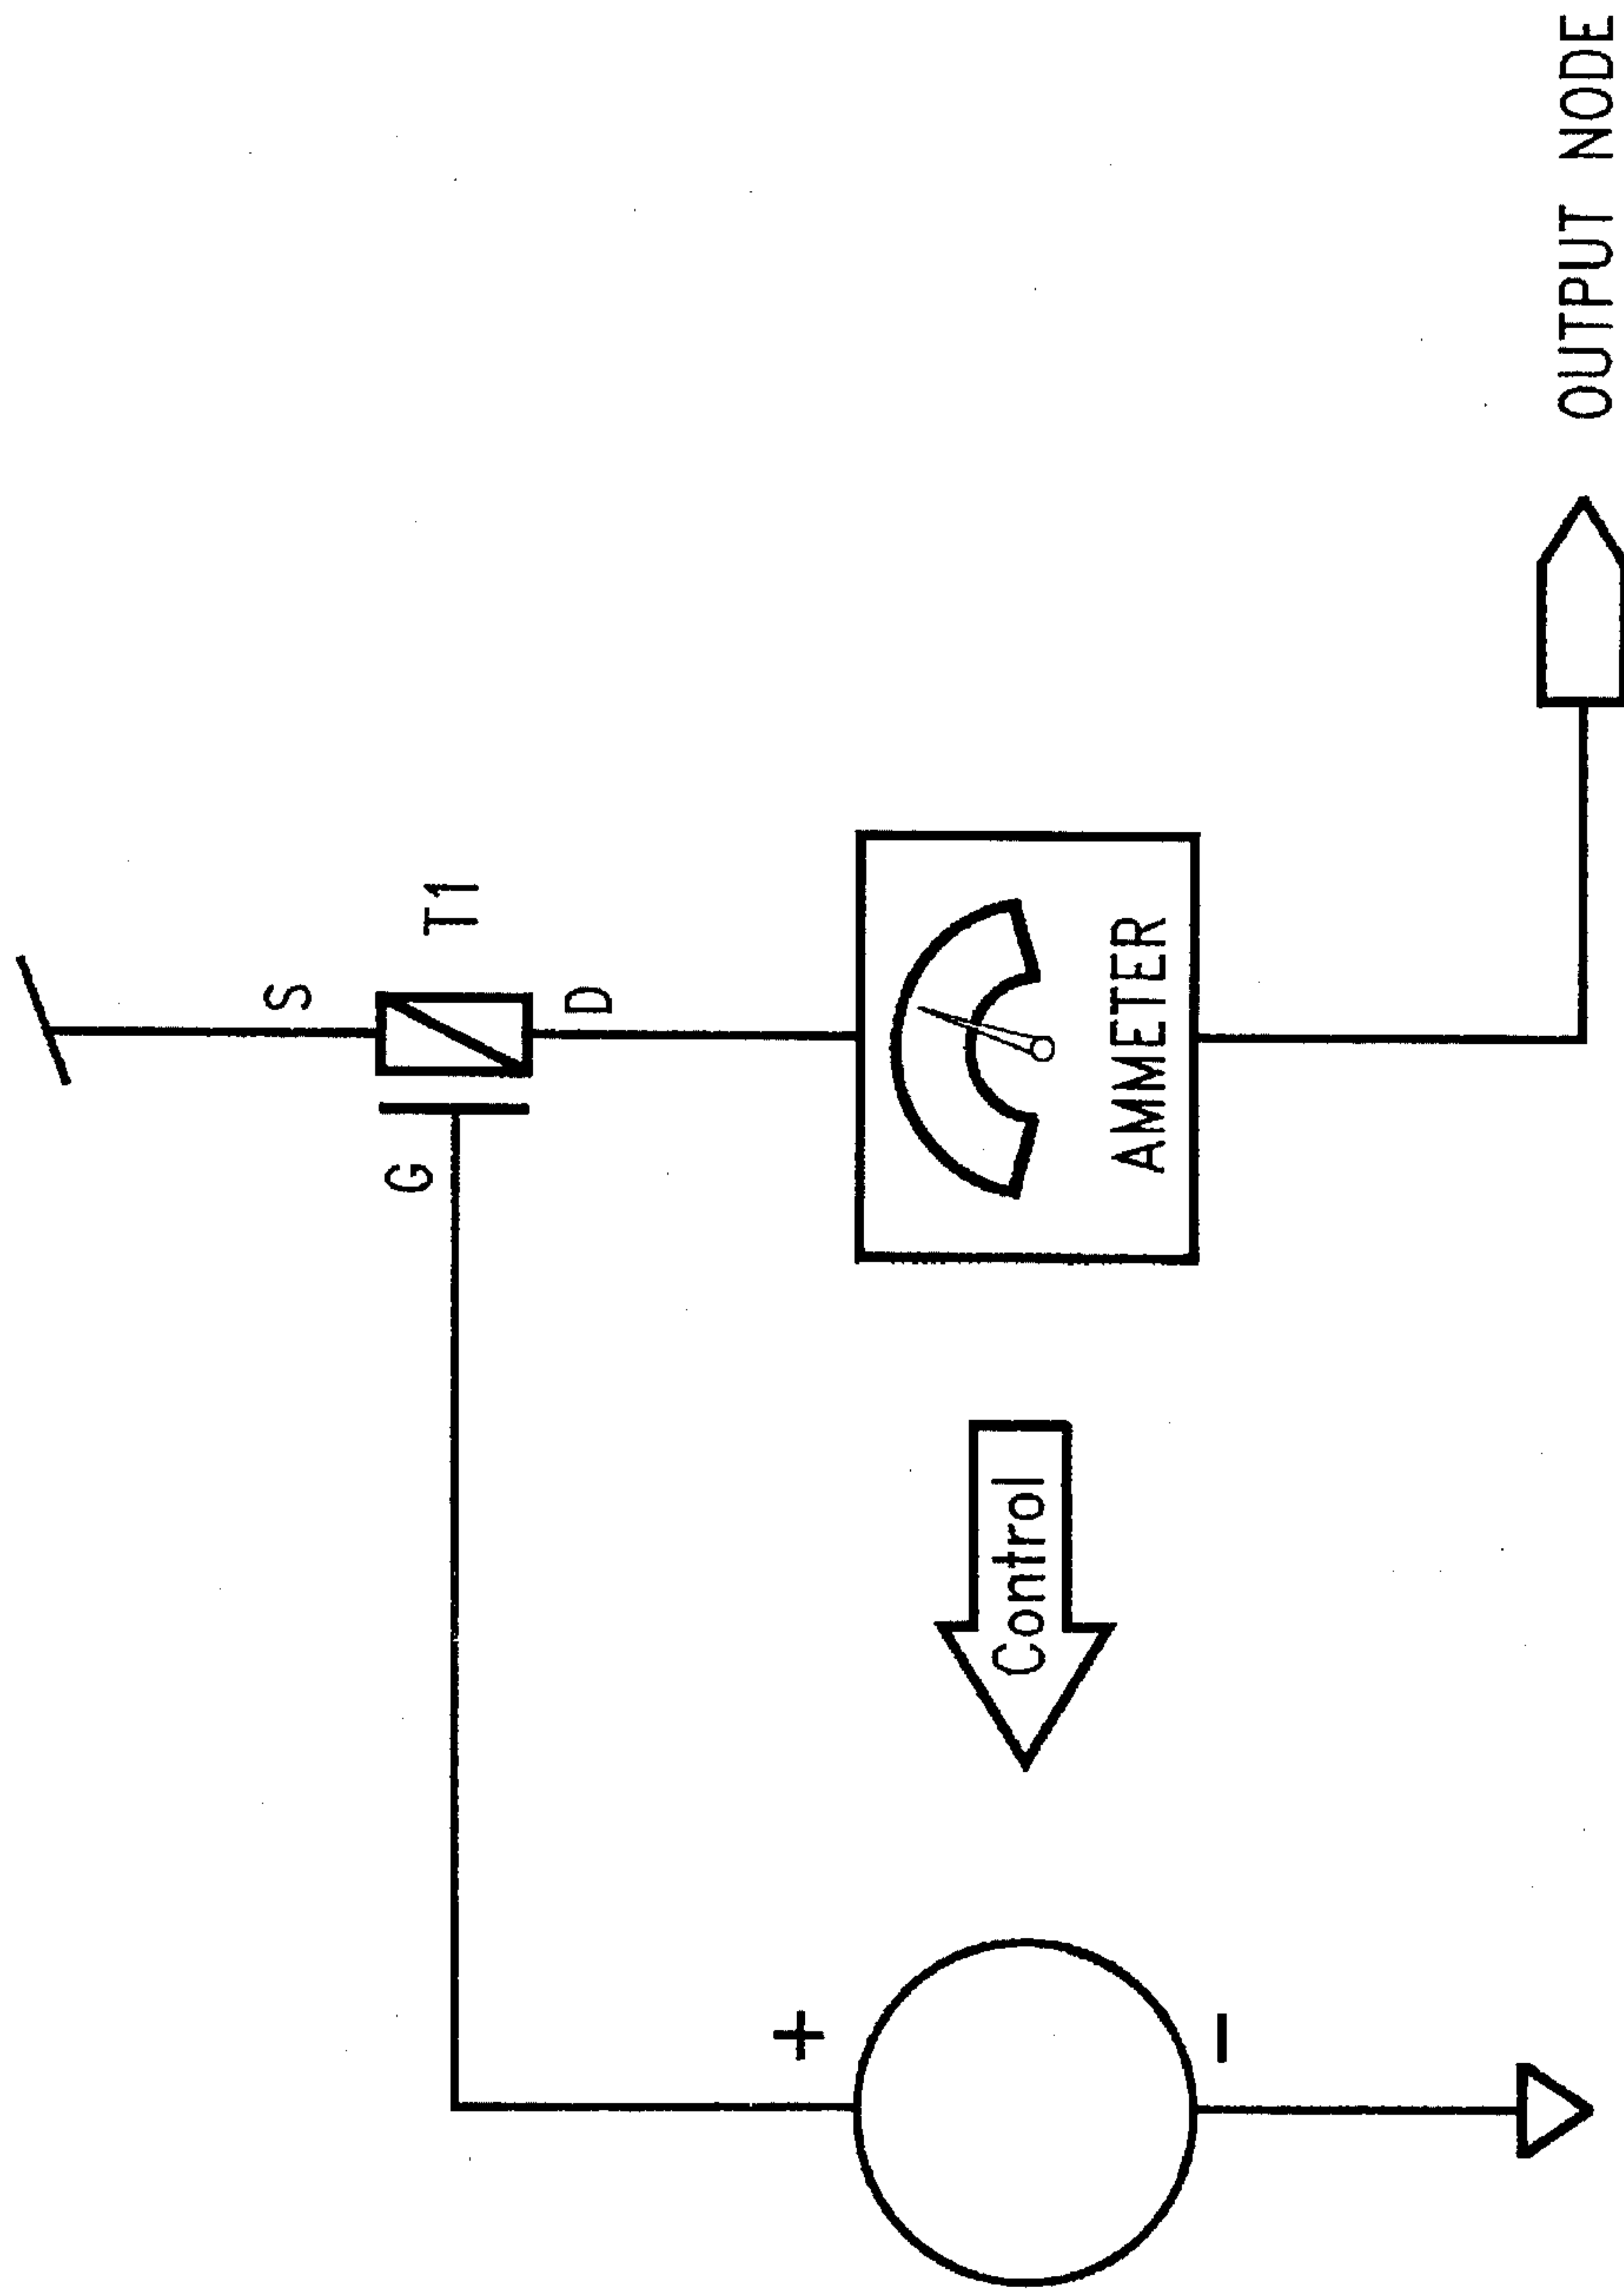 S
T1
G
D
+
Control
AMMETER
−
OUTPUT NODE